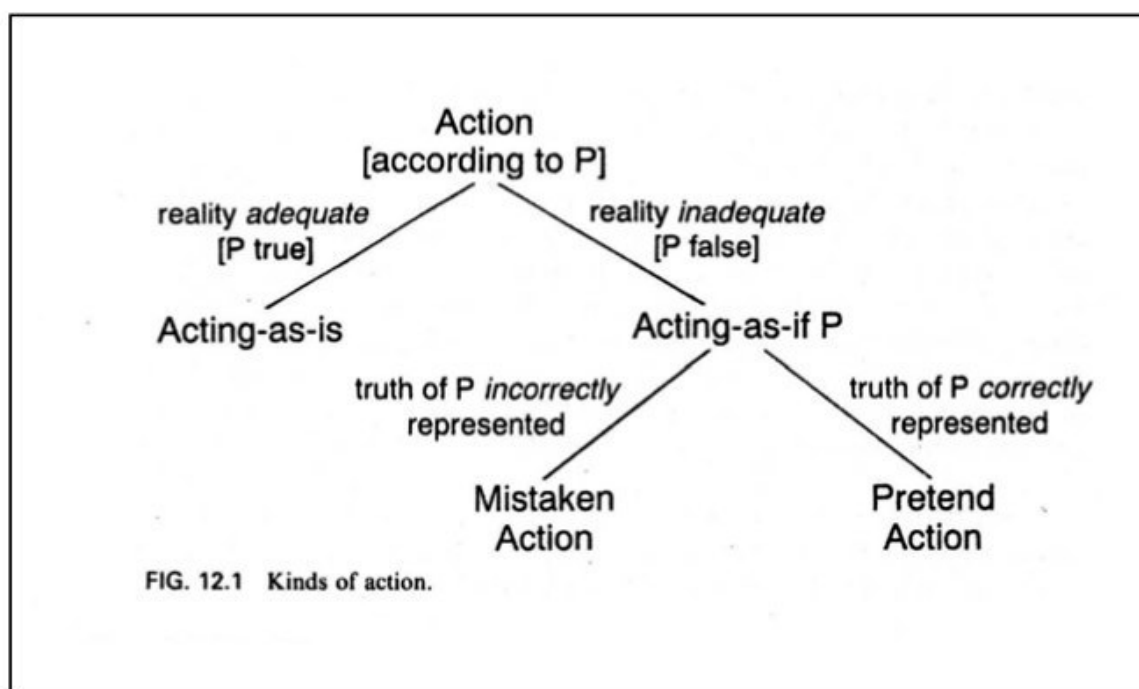 Action
[according to P]
reality adequate
[P true]
reality inadequate
[P false]
Acting-as-is
Acting-as-if P
truth of P incorrectly
represented
truth of P correctly
represented
Mistaken
Action
Pretend
Action
FIG. 12.1 Kinds of action.